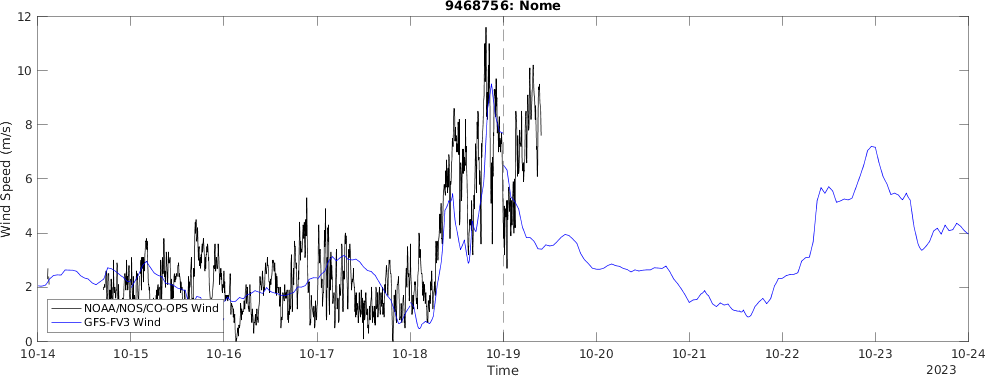 9468756: Nome
12
10
8
6
4
2
0
Wind Speed (m/s)
NOAA/NOS/CO-OPS Wind
GFS-FV3 Wind
10-14 10-15 10-16 10-17 10-18 10-19 10-20 10-21 10-22 10-23 10-24
Time
2023